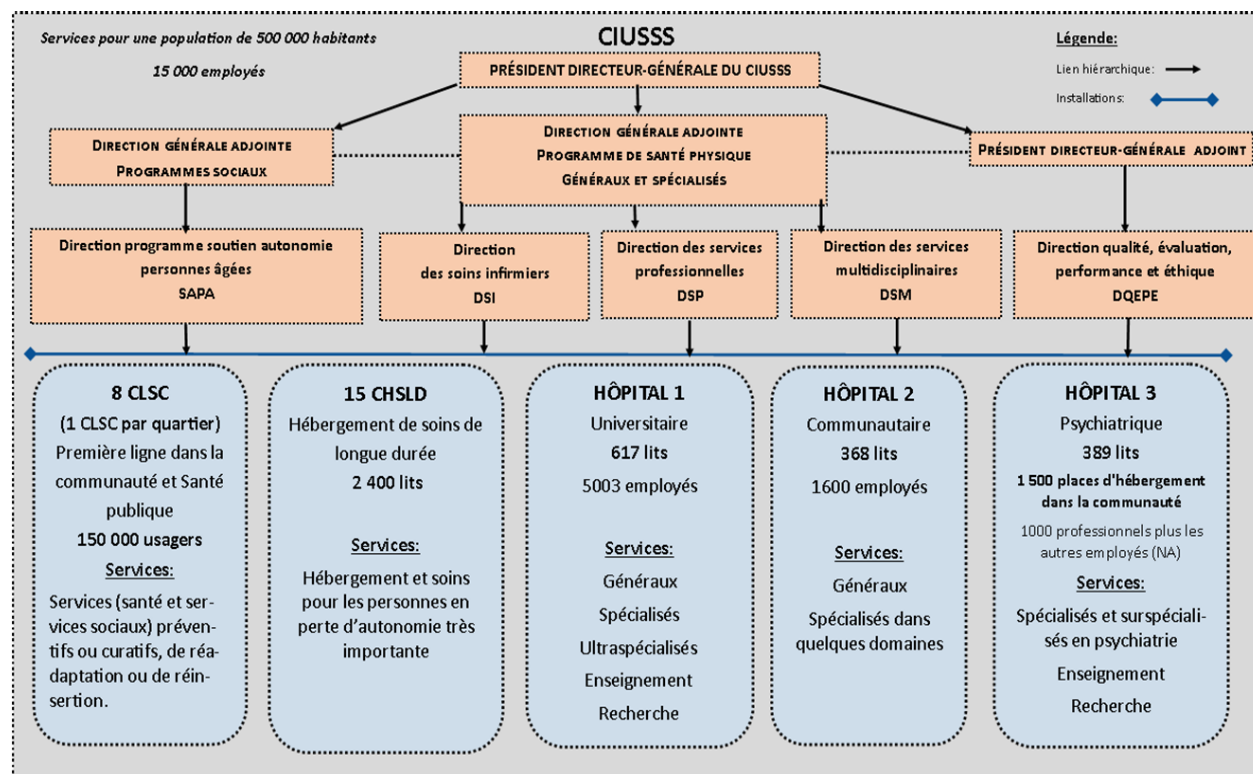 Services pour une population de 500 000 habitants
15 000 employés
CIUSSS
Légende:
Lien hiérarchique:
Installations:
PRÉSIDENT DIRECTEUR-GÉNÉRALE DU CIUSSS
DIRECTION GÉNÉRALE ADJOINTE
PROGRAMMES SOCIAUX
DIRECTION GÉNÉRALE ADJOINTE
PROGRAMME DE SANTÉ PHYSIQUE
GÉNÉRAUX ET SPÉCIALISÉS
PRÉSIDENT DIRECTEUR-GÉNÉRALE ADJOINT
Direction programme soutien autonomie
personnes âgées
SAPA
Direction
des soins infirmiers
DSI
Direction des services
professionnelles
DSP
Direction des services
multidisciplinaires
DSM
Direction qualité, évaluation,
performance et éthique
DQEPE
8 CLSC
(1 CLSC par quartier)
Première ligne dans la
communauté et Santé
publique
150 000 usagers
Services:
Services (santé et ser-
vices sociaux) préven-
tifs ou curatifs, de réa-
daptation ou de réin-
sertion.
15 CHSLD
Hébergement de soins de
longue durée
2 400 lits
Services:
Hébergement et soins
pour les personnes en
perte d'autonomie très
importante
HÔPITAL 1
Universitaire
617 lits
5003 employés
Services:
Généraux
Spécialisés
Ultraspécialisés
Enseignement
Recherche
HÔPITAL 2
Communautaire
368 lits
1600 employés
Services:
Généraux
Spécialisés dans
quelques domaines
HÔPITAL 3
Psychiatrique
389 lits
1 500 places d'hébergement
dans la communauté
1000 professionnels plus les
autres employés (NA)
Services:
Spécialisés et surspéciali-
sés en psychiatrie
Enseignement
Recherche